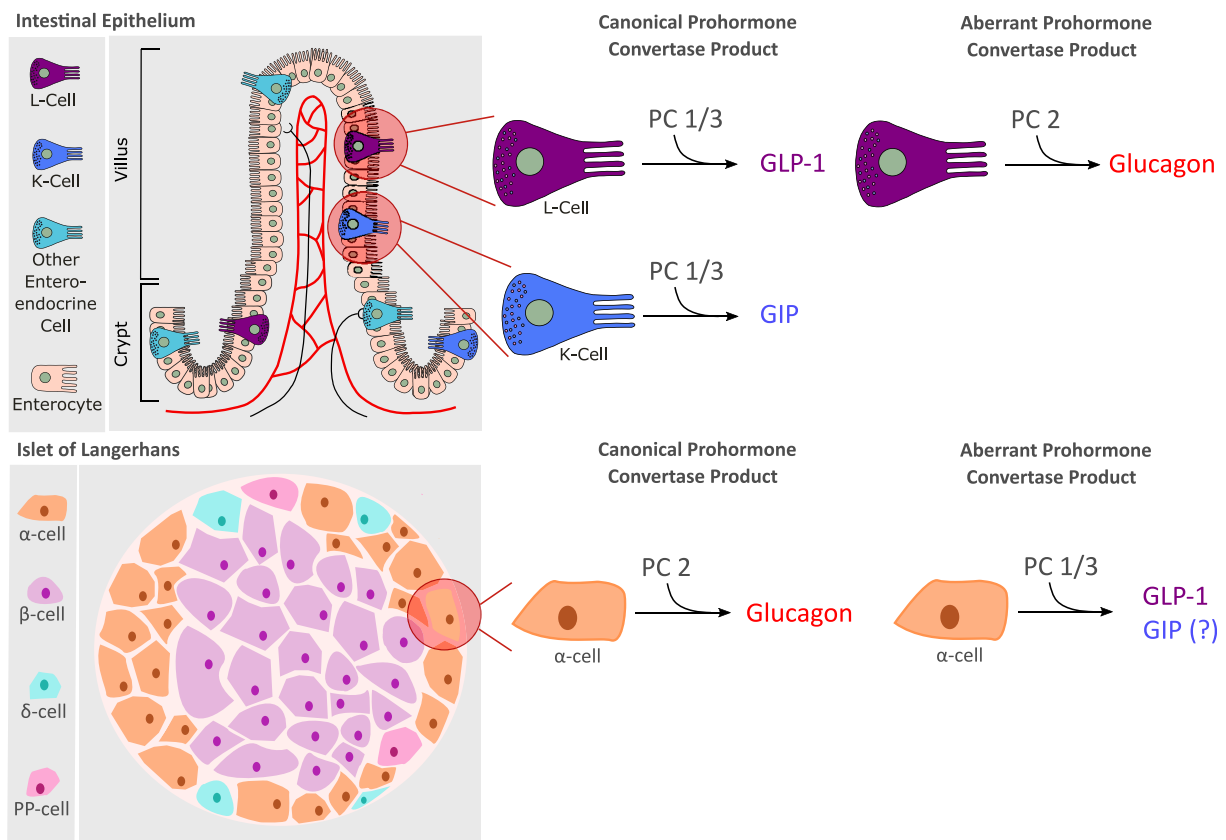 Intestinal Epithelium
L-Cell
K-Cell
Other
Entero-
endocrine
Cell
Enterocyte
Villus
Crypt
Canonical Prohormone
Convertase Product
Aberrant Prohormone
Convertase Product
L-Cell
PC 1/3
GLP-1
PC 2
Glucagon
K-Cell
PC 1/3
GIP
Islet of Langerhans
α-cell
β-cell
δ-cell
PP-cell
Canonical Prohormone
Convertase Product
Aberrant Prohormone
Convertase Product
α-cell
PC 2
Glucagon
α-cell
PC 1/3
GLP-1
GIP (?)